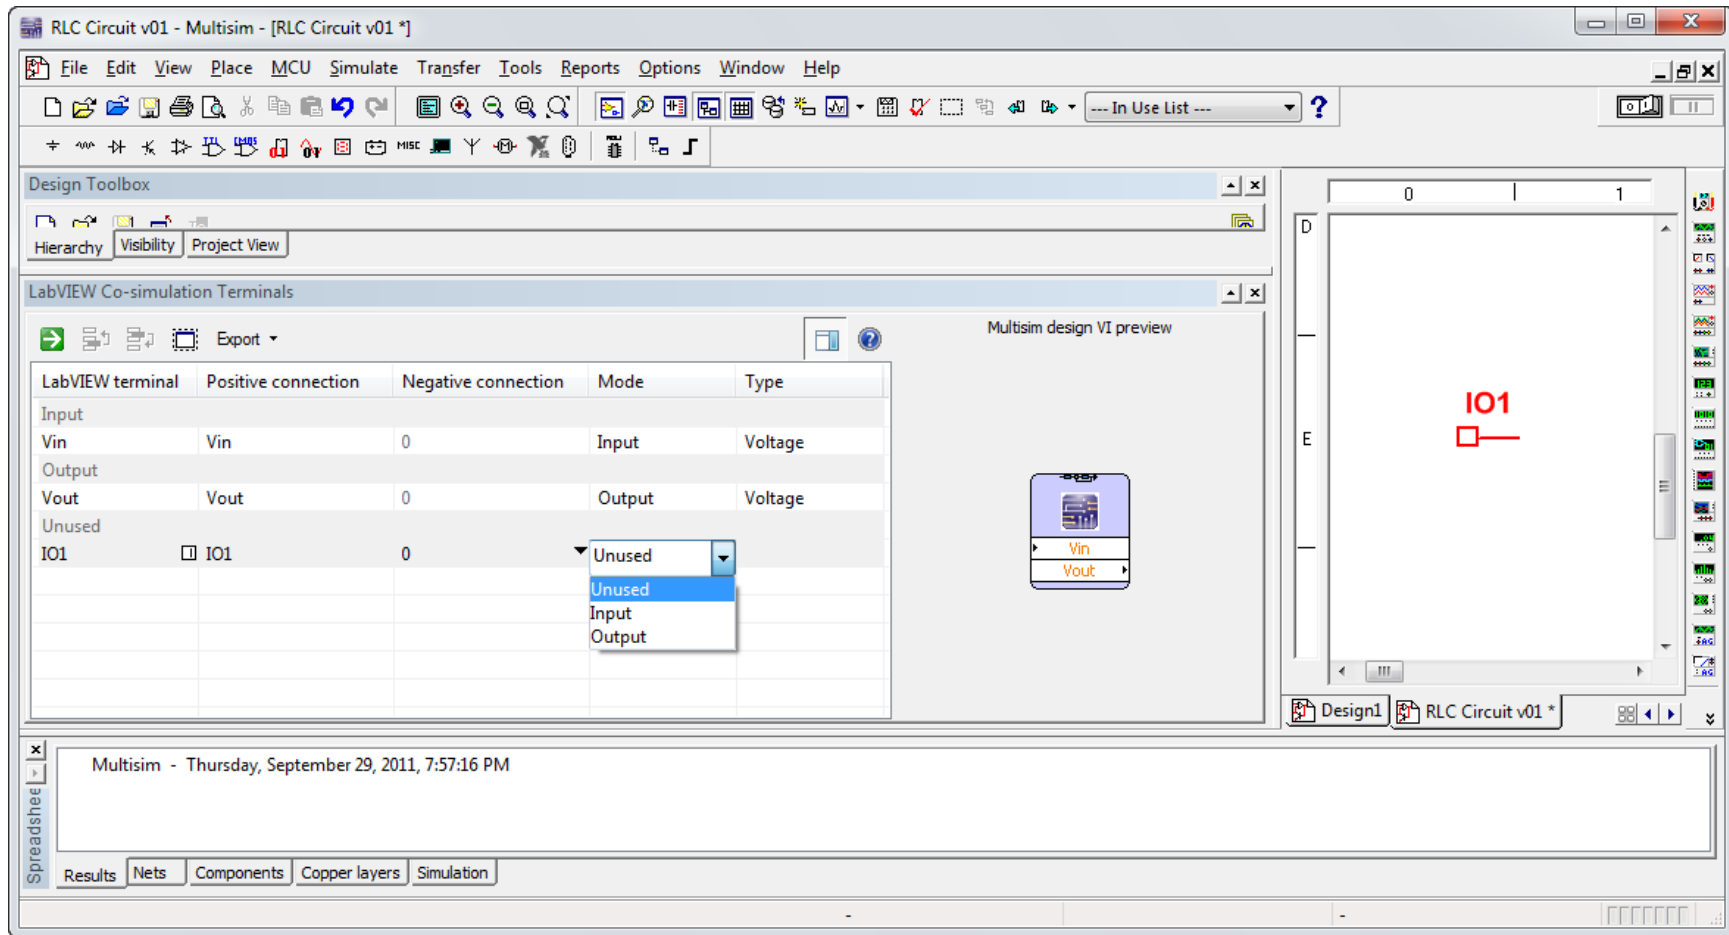 RLC Circuit v01 - Multisim - [RLC Circuit v01 *]
File Edit View Place MCU Simulate Transfer Tools Reports Options Window Help
--- In Use List ---
TTL CMOS MISC
Design Toolbox
Hierarchy Visibility Project View
LabVIEW Co-simulation Terminals
Export
Multisim design VI preview
LabVIEW terminal Positive connection Negative connection Mode Type
Input
Vin Vin 0 Input Voltage
Output
Vout Vout 0 Output Voltage
Unused
IO1 IO1 0 Unused
Unused
Input
Output
Vin
Vout
0 1
D
E
IO1
Design1 RLC Circuit v01 *
Multisim - Thursday, September 29, 2011, 7:57:16 PM
Spreadshee
Results Nets Components Copper layers Simulation
- -